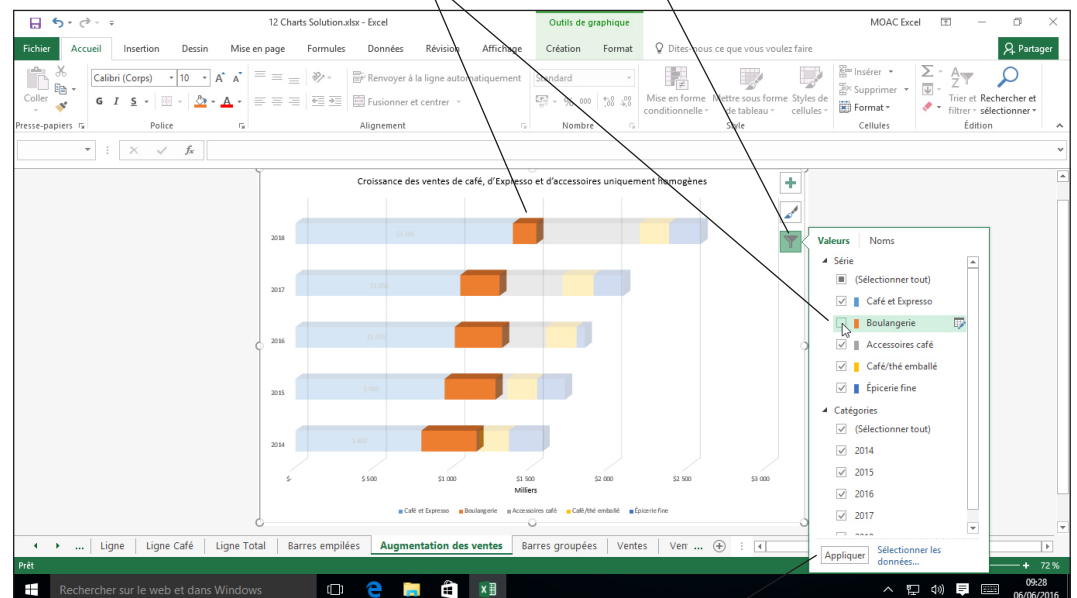 12 Charts Solution.xlsx - Excel
Outils de graphique
MOAC Excel
Fichier Accueil Insertion Dessin Mise en page Formules Données Révision Affichage Création Format Dites-nous ce que vous voulez faire Partager
Coller
Calibri (Corps) 10
G I S
Renvoyer à la ligne automatiquement
Fusionner et centrer
Standard
% 000
Mise en forme conditionnelle
Mettre sous forme de tableau
Styles de cellules
Insérer
Supprimer
Format
Trier et filtrer
Rechercher et sélectionner
Presse-papiers Police Alignement Nombre Style Cellules Édition
fx
Croissance des ventes de café, d'Expresso et d'accessoires uniquement homogènes
2018
2017
2016
2015
2014
$- $ 500 $1 000 $1 500 $2 000 $2 500 $3 000
Milliers
Café et Expresso Boulangerie Accessoires café Café/thé emballé Épicerie fine
Valeurs Noms
Série
(Sélectionner tout)
Café et Expresso
Boulangerie
Accessoires café
Café/thé emballé
Épicerie fine
Catégories
(Sélectionner tout)
2014
2015
2016
2017
Appliquer
Sélectionner les données...
... Ligne Ligne Café Ligne Total Barres empilées Augmentation des ventes Barres groupées Ventes Ven ...
Prêt
72 %
Rechercher sur le web et dans Windows
09:28
06/06/2016